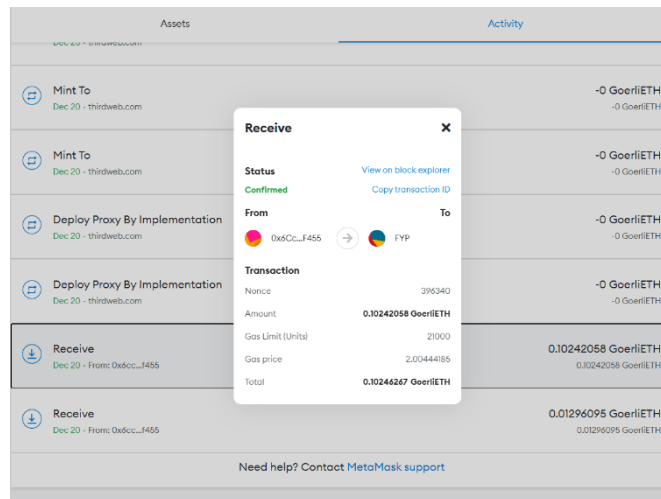 Assets Activity
Dec 20 - thirdweb.com
Mint To -0 GoerliETH
Dec 20 - thirdweb.com -0 GoerliETH
Mint To -0 GoerliETH
Dec 20 - thirdweb.com -0 GoerliETH
Deploy Proxy By Implementation -0 GoerliETH
Dec 20 - thirdweb.com -0 GoerliETH
Deploy Proxy By Implementation -0 GoerliETH
Dec 20 - thirdweb.com -0 GoerliETH
Receive 0.10242058 GoerliETH
Dec 20 - From: 0x6cc...f455 0.10242058 GoerliETH
Receive 0.01296095 GoerliETH
Dec 20 - From: 0x6cc...f455 0.01296095 GoerliETH
Need help? Contact MetaMask support
Receive
Status View on block explorer
Confirmed Copy transaction ID
From To
0x6Cc...F455 FYP
Transaction
Nonce 396340
Amount 0.10242058 GoerliETH
Gas Limit (Units) 21000
Gas price 2.00444185
Total 0.10246267 GoerliETH